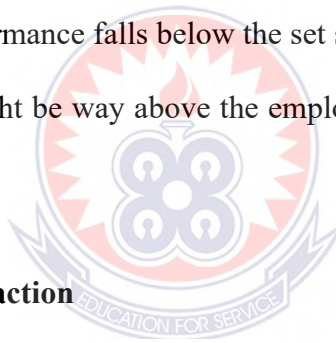 rmance falls below the set s
ht be way above the emplo
action
EDUCATION FOR SERVICE